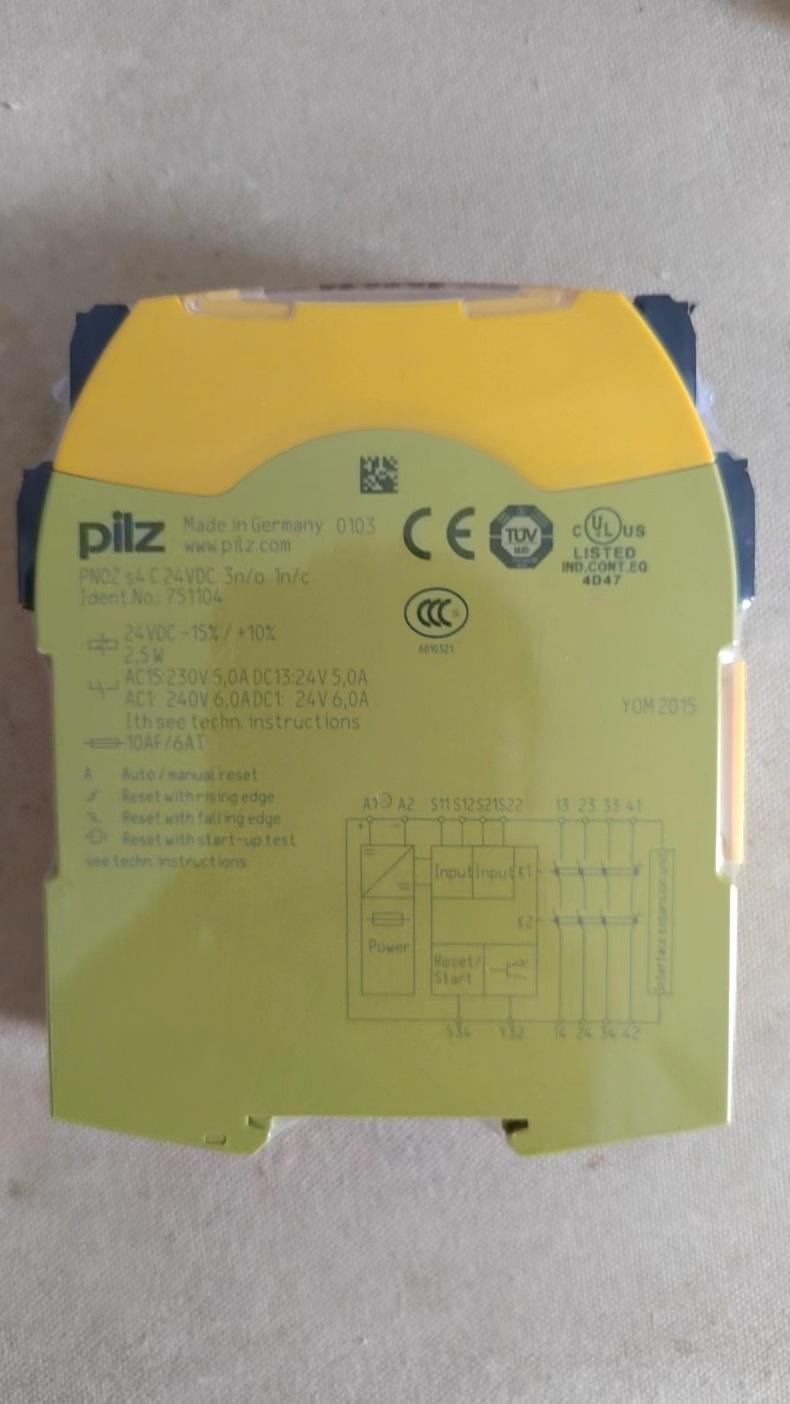 pilz
Made in Germany 0103
www.pilz.com
CE
TÜV
SÜD
C UL US
LISTED
IND.CONT.EQ
4D47
PNOZ s4 C 24VDC 3n/o 1n/c
Ident No.: 751104
CCC S
A010321
24VDC -15% / +10%
2,5 W
AC15:230V 5,0A DC13:24V 5,0A
AC1: 240V 6,0A DC1: 24V 6,0A
Ith see techn. instructions
10AF/6AT
YOM 2015
A Auto / manual reset
Reset with rising edge
Reset with falling edge
Reset with start-up test
see techn. instructions
A1 A2 S11 S12 S21 S22 13 23 33 41
+ -
Input Input K1
K2
Power
Reset/
Start
Interface expansion unit
S34 Y32 14 24 34 42